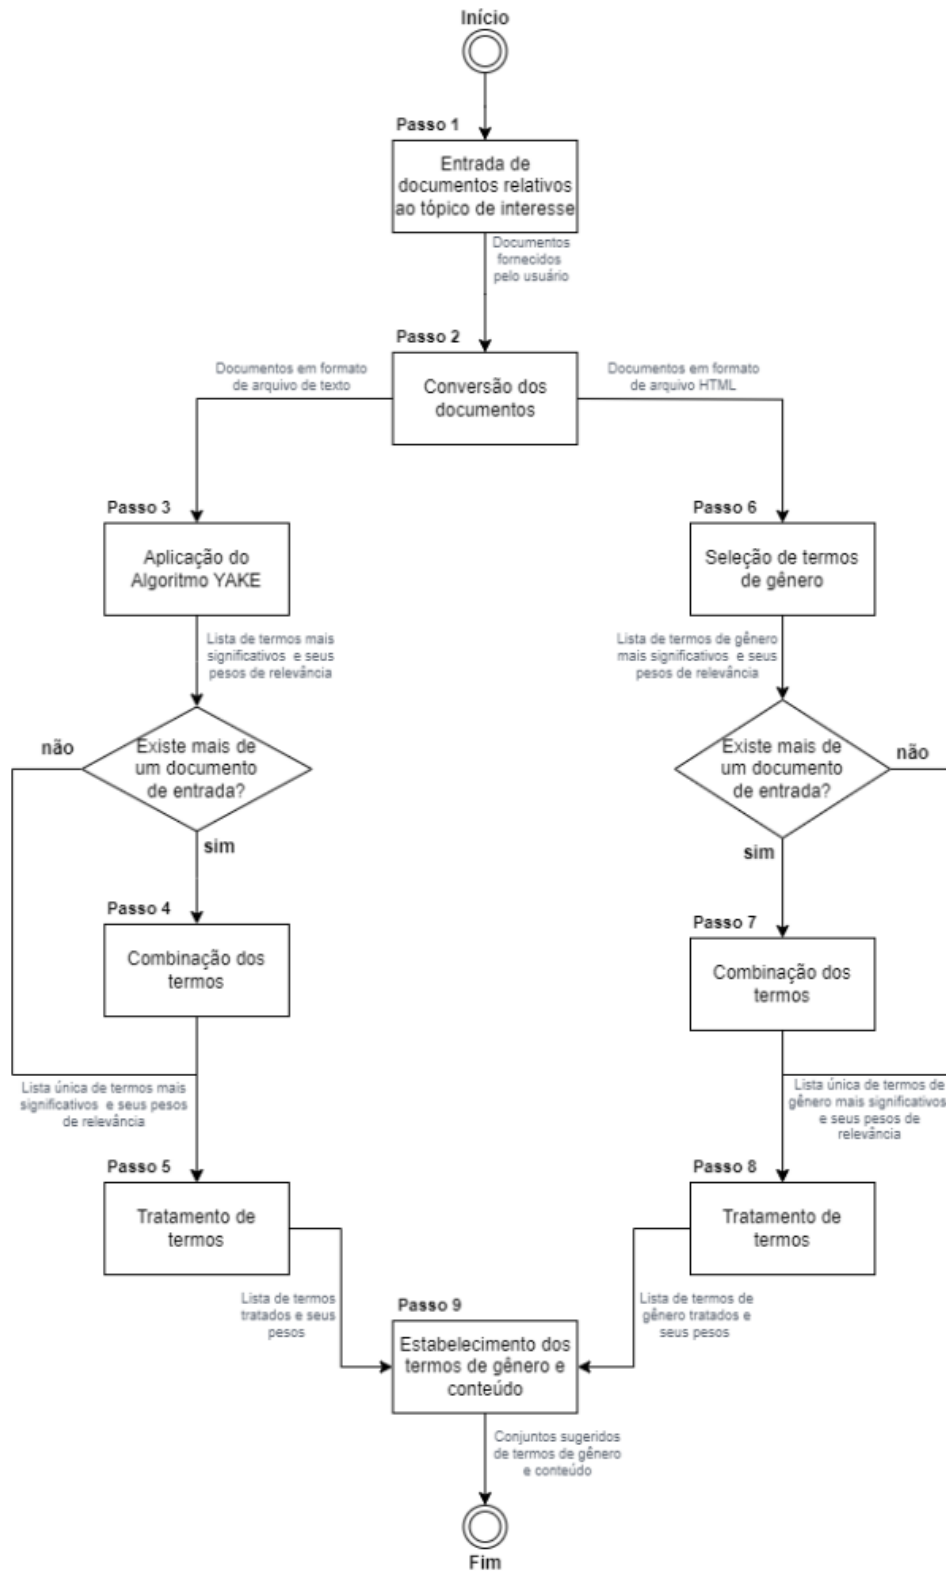 Início
Passo 1
Entrada de
documentos relativos
ao tópico de interesse
Documentos
fornecidos
pelo usuário
Passo 2
Conversão dos
documentos
Documentos em formato
de arquivo de texto
Documentos em formato
de arquivo HTML
Passo 3
Aplicação do
Algoritmo YAKE
Lista de termos mais
significativos e seus
pesos de relevância
Existe mais de
um documento
de entrada?
não
sim
Passo 4
Combinação dos
termos
Lista única de termos mais
significativos e seus pesos
de relevância
Passo 5
Tratamento de
termos
Lista de termos
tratados e seus
pesos
Passo 6
Seleção de termos
de gênero
Lista de termos de gênero
mais significativos e seus
pesos de relevância
Existe mais de
um documento
de entrada?
não
sim
Passo 7
Combinação dos
termos
Lista única de termos de
gênero mais significativos
e seus pesos de
relevância
Passo 8
Tratamento de
termos
Lista de termos de
gênero tratados e
seus pesos
Passo 9
Estabelecimento dos
termos de gênero e
conteúdo
Conjuntos sugeridos
de termos de gênero
e conteúdo
Fim